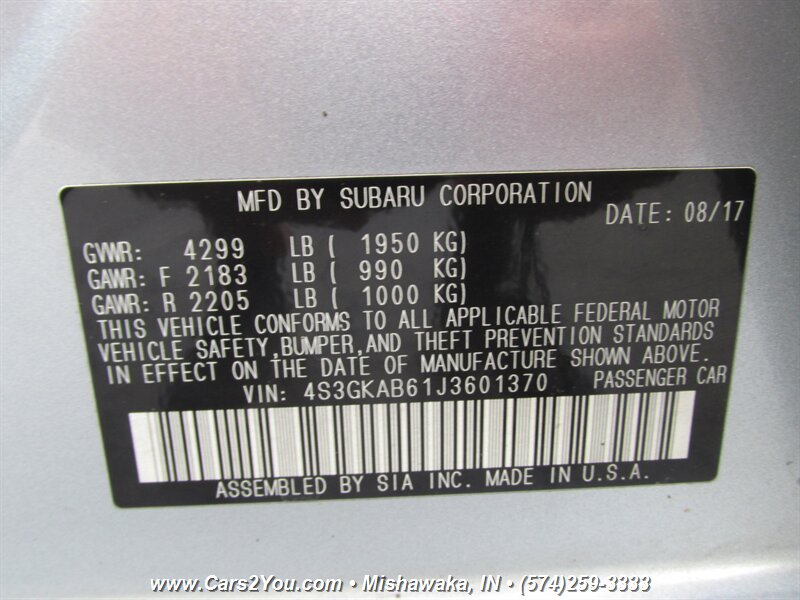 MFD BY SUBARU CORPORATION
DATE: 08/17
GVWR: 4299 LB ( 1950 KG)
GAWR: F 2183 LB ( 990 KG)
GAWR: R 2205 LB ( 1000 KG)
THIS VEHICLE CONFORMS TO ALL APPLICABLE FEDERAL MOTOR
VEHICLE SAFETY,BUMPER,AND THEFT PREVENTION STANDARDS
IN EFFECT ON THE DATE OF MANUFACTURE SHOWN ABOVE.
VIN: 4S3GKAB61J3601370 PASSENGER CAR
ASSEMBLED BY SIA INC. MADE IN U.S.A.
www.Cars2You.com • Mishawaka, IN • (574)259-3333